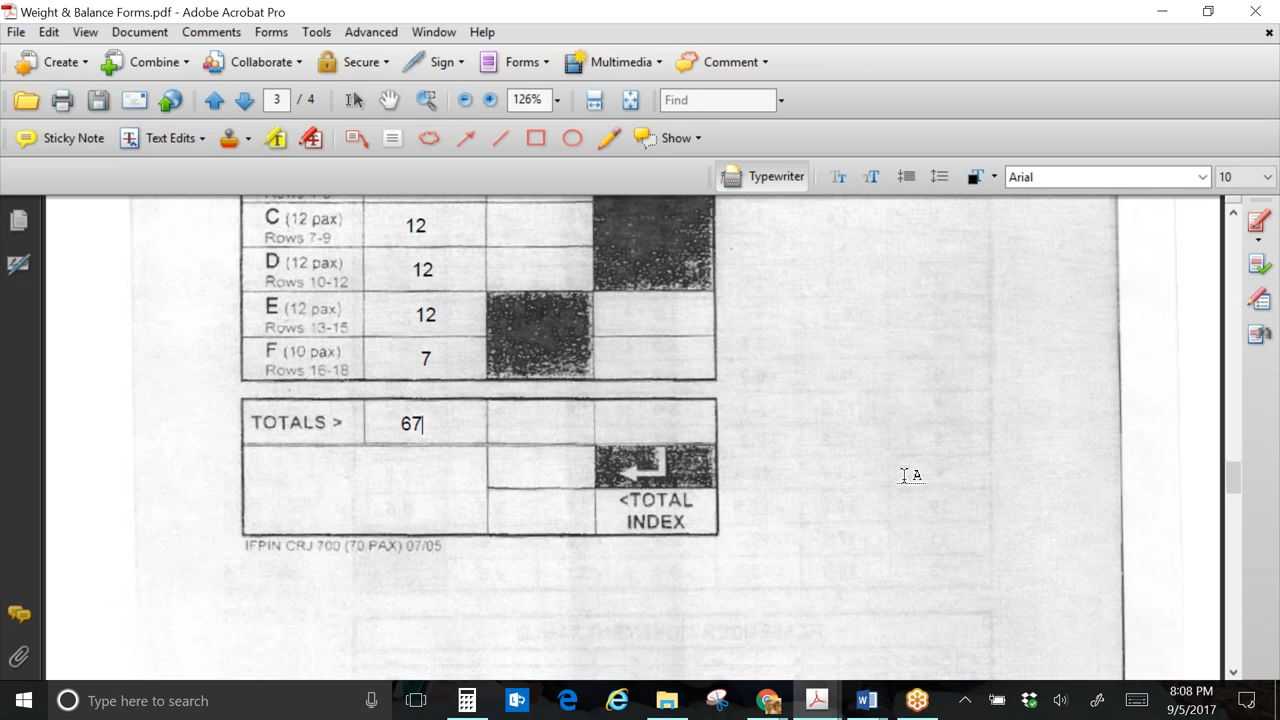 Weight & Balance Forms.pdf - Adobe Acrobat Pro
File Edit View Document Comments Forms Tools Advanced Window Help
Create Combine Collaborate Secure Sign Forms Multimedia Comment
3 / 4 126% Find
Sticky Note Text Edits Show
Typewriter Arial 10
C (12 pax) 12
Rows 7-9
D (12 pax) 12
Rows 10-12
E (12 pax) 12
Rows 13-15
F (10 pax) 7
Rows 16-18
TOTALS > 67
<TOTAL
INDEX
IFPIN CRJ 700 (70 PAX) 07/05
Type here to search
8:08 PM
9/5/2017